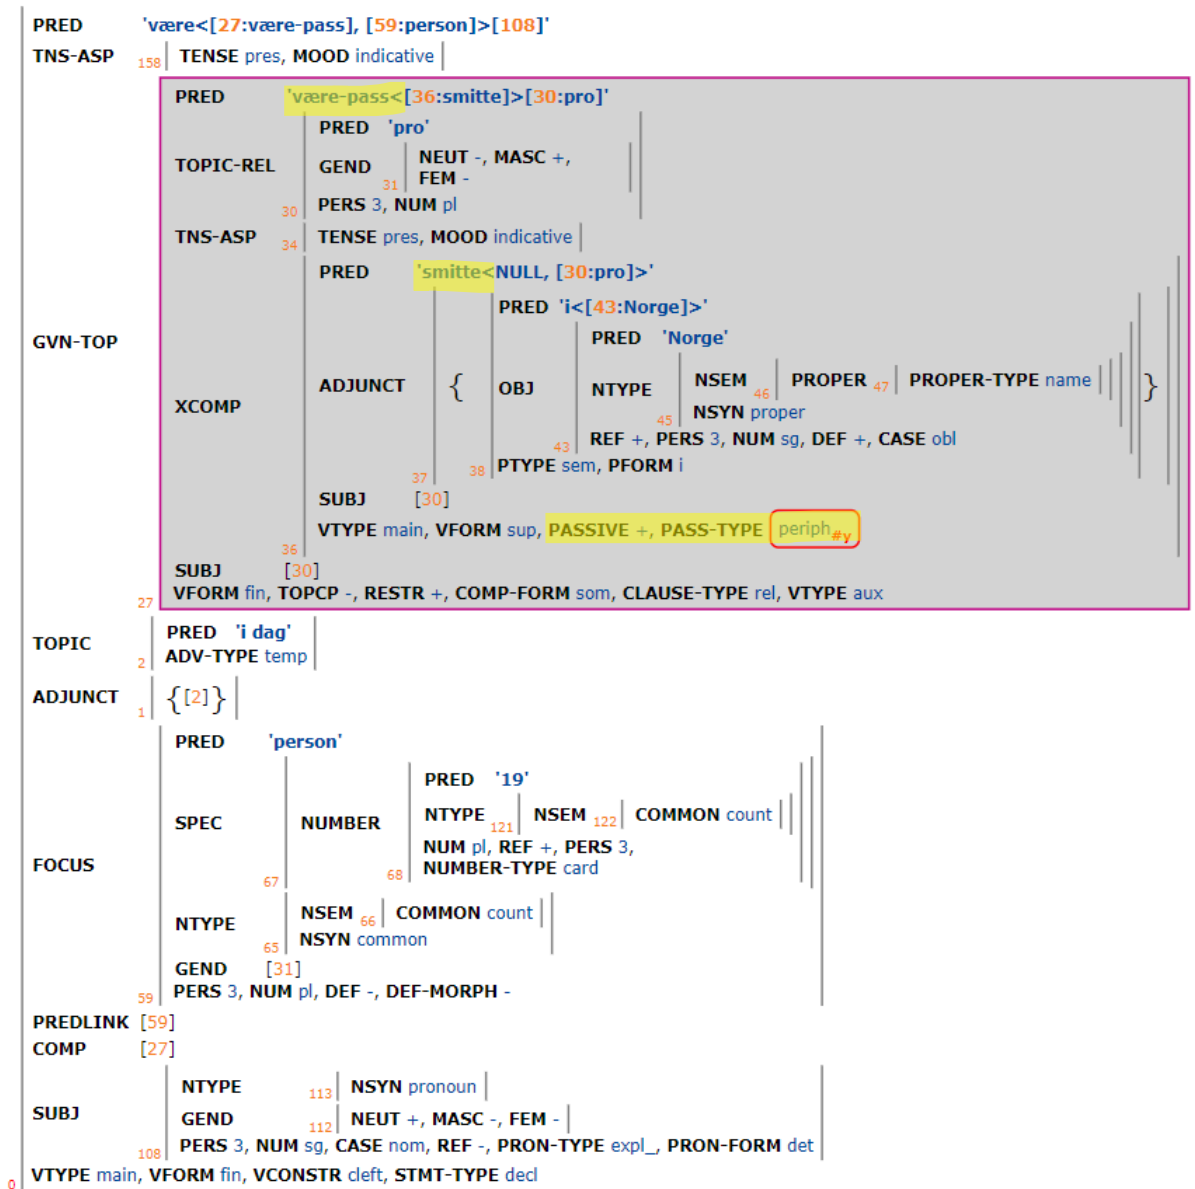 PRED 'være<[27:være-pass], [59:person]>[108]'
TNS-ASP 158 TENSE pres, MOOD indicative
PRED 'være-pass<[36:smitte]>[30:pro]'
PRED 'pro'
TOPIC-REL GEND 31 NEUT -, MASC +,
FEM -
30 PERS 3, NUM pl
TNS-ASP 34 TENSE pres, MOOD indicative
PRED 'smitte<NULL, [30:pro]>'
PRED 'i<[43:Norge]>'
GVN-TOP PRED 'Norge'
XCOMP ADJUNCT 37 { OBJ NTYPE 45 NSEM 46 PROPER 47 PROPER-TYPE name }
NSYN proper
43 REF +, PERS 3, NUM sg, DEF +, CASE obl
38 PTYPE sem, PFORM i
SUBJ [30]
36 VTYPE main, VFORM sup, PASSIVE +, PASS-TYPE periph#y
SUBJ [30]
27 VFORM fin, TOPCP -, RESTR +, COMP-FORM som, CLAUSE-TYPE rel, VTYPE aux
TOPIC PRED 'i dag'
2 ADV-TYPE temp
ADJUNCT 1 {[2]}
PRED 'person'
PRED '19'
SPEC 67 NUMBER NTYPE 121 NSEM 122 COMMON count
NUM pl, REF +, PERS 3,
68 NUMBER-TYPE card
FOCUS
NTYPE 65 NSEM 66 COMMON count
NSYN common
GEND [31]
59 PERS 3, NUM pl, DEF -, DEF-MORPH -
PREDLINK [59]
COMP [27]
NTYPE 113 NSYN pronoun
SUBJ GEND 112 NEUT +, MASC -, FEM -
108 PERS 3, NUM sg, CASE nom, REF -, PRON-TYPE expl_, PRON-FORM det
0 VTYPE main, VFORM fin, VCONSTR cleft, STMT-TYPE decl